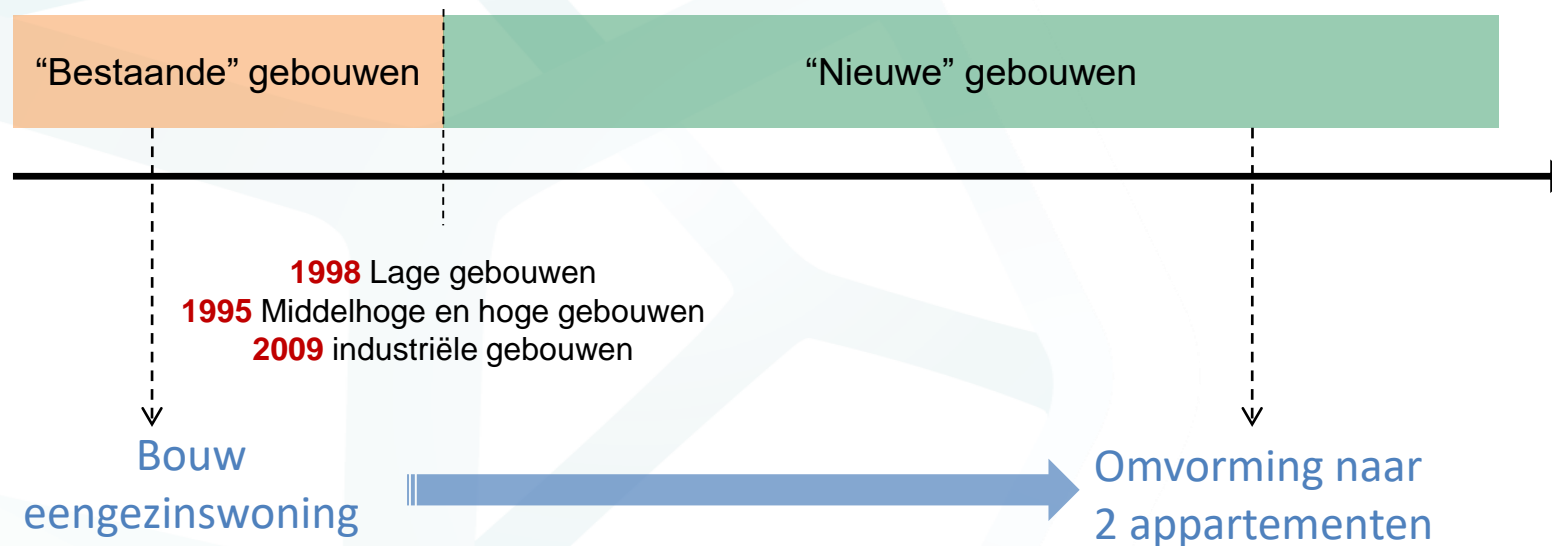 “Bestaande” gebouwen
“Nieuwe” gebouwen
1998 Lage gebouwen
1995 Middelhoge en hoge gebouwen
2009 industriële gebouwen
Bouw
eengezinswoning
Omvorming naar
2 appartementen